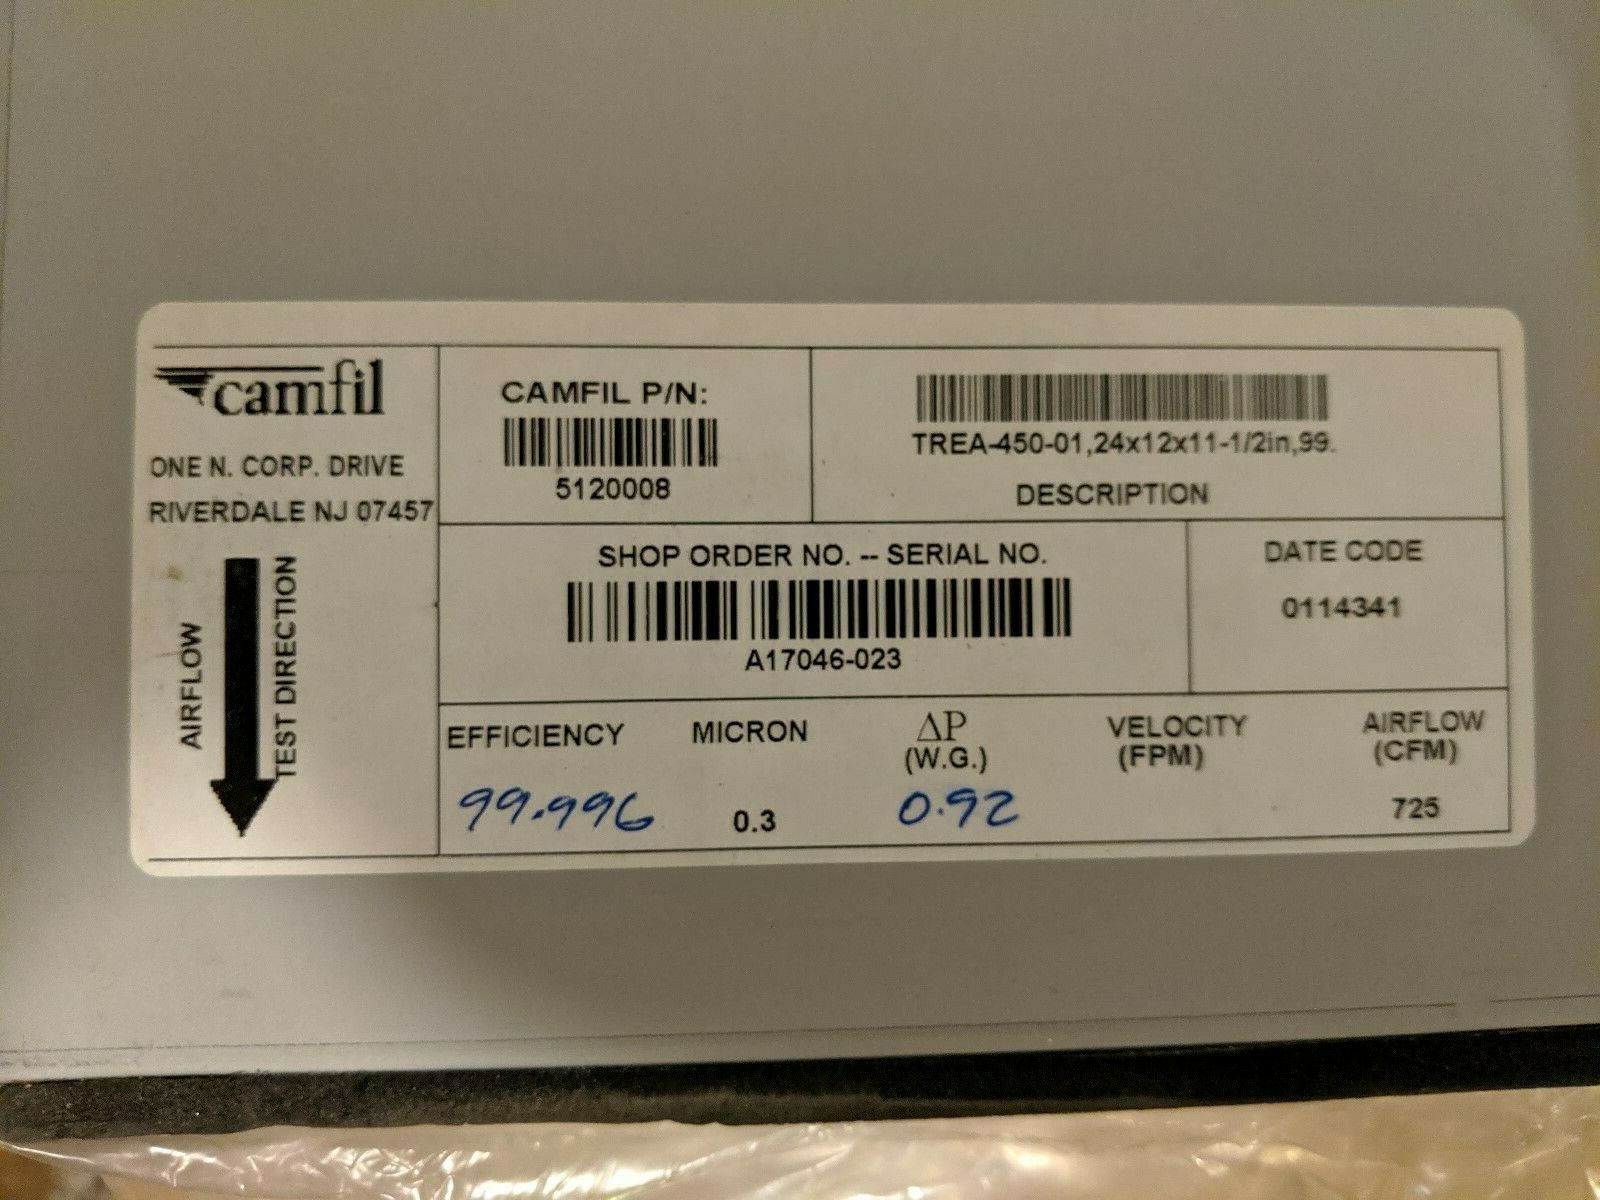 camfil
ONE N. CORP. DRIVE
RIVERDALE NJ 07457
AIRFLOW
TEST DIRECTION
CAMFIL P/N:
5120008
TREA-450-01,24x12x11-1/2in,99.
DESCRIPTION
SHOP ORDER NO. -- SERIAL NO.
A17046-023
DATE CODE
0114341
EFFICIENCY
99.996
MICRON
0.3
ΔP
(W.G.)
0.92
VELOCITY
(FPM)
AIRFLOW
(CFM)
725